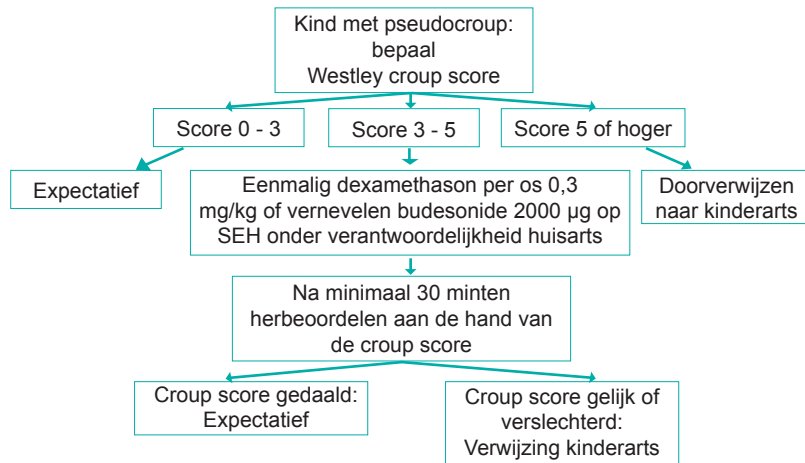 Kind met pseudocroup:
bepaal
Westley croup score
Score 0 - 3
Score 3 - 5
Score 5 of hoger
Expectatief
Eenmalig dexamethason per os 0,3
mg/kg of vernevelen budesonide 2000 µg op
SEH onder verantwoordelijkheid huisarts
Doorverwijzen
naar kinderarts
Na minimaal 30 minten
herbeoordelen aan de hand van
de croup score
Croup score gedaald:
Expectatief
Croup score gelijk of
verslechterd:
Verwijzing kinderarts